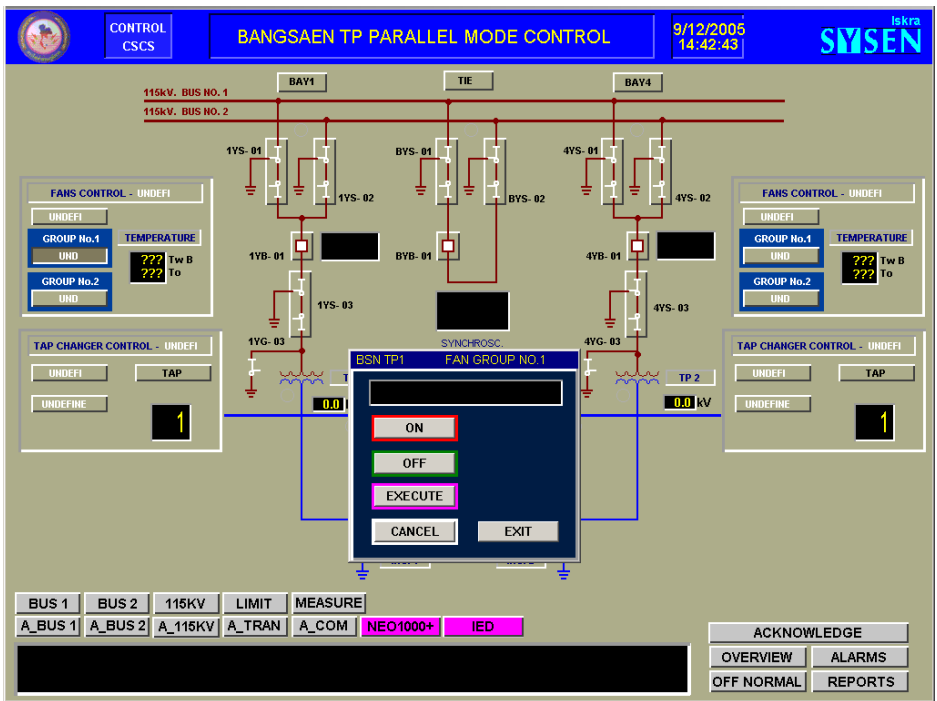 CONTROL
CSCS
BANGSAEN TP PARALLEL MODE CONTROL
9/12/2005
14:42:43
Iskra
SYSEN
BAY1
TIE
BAY4
115kV. BUS NO. 1
115kV. BUS NO. 2
1YS- 01
BYS- 01
4YS- 01
1YS- 02
BYS- 02
4YS- 02
1YB- 01
BYB- 01
4YB- 01
1YS- 03
4YS- 03
1YG- 03
SYNCHROSC.
4YG- 03
FANS CONTROL - UNDEFI
UNDEFI
GROUP No.1
UND
TEMPERATURE
??? Tw B
??? To
GROUP No.2
UND
TAP CHANGER CONTROL - UNDEFI
UNDEFI
TAP
UNDEFINE
1
0.0
BSN TP1 FAN GROUP NO.1
ON
OFF
EXECUTE
CANCEL
EXIT
TP 2
0.0 kV
FANS CONTROL - UNDEFI
UNDEFI
GROUP No.1
UND
TEMPERATURE
??? Tw B
??? To
GROUP No.2
UND
TAP CHANGER CONTROL - UNDEFI
UNDEFI
TAP
UNDEFINE
1
BUS 1 BUS 2 115KV LIMIT MEASURE
A_BUS 1 A_BUS 2 A_115KV A_TRAN A_COM NEO1000+ IED
ACKNOWLEDGE
OVERVIEW ALARMS
OFF NORMAL REPORTS